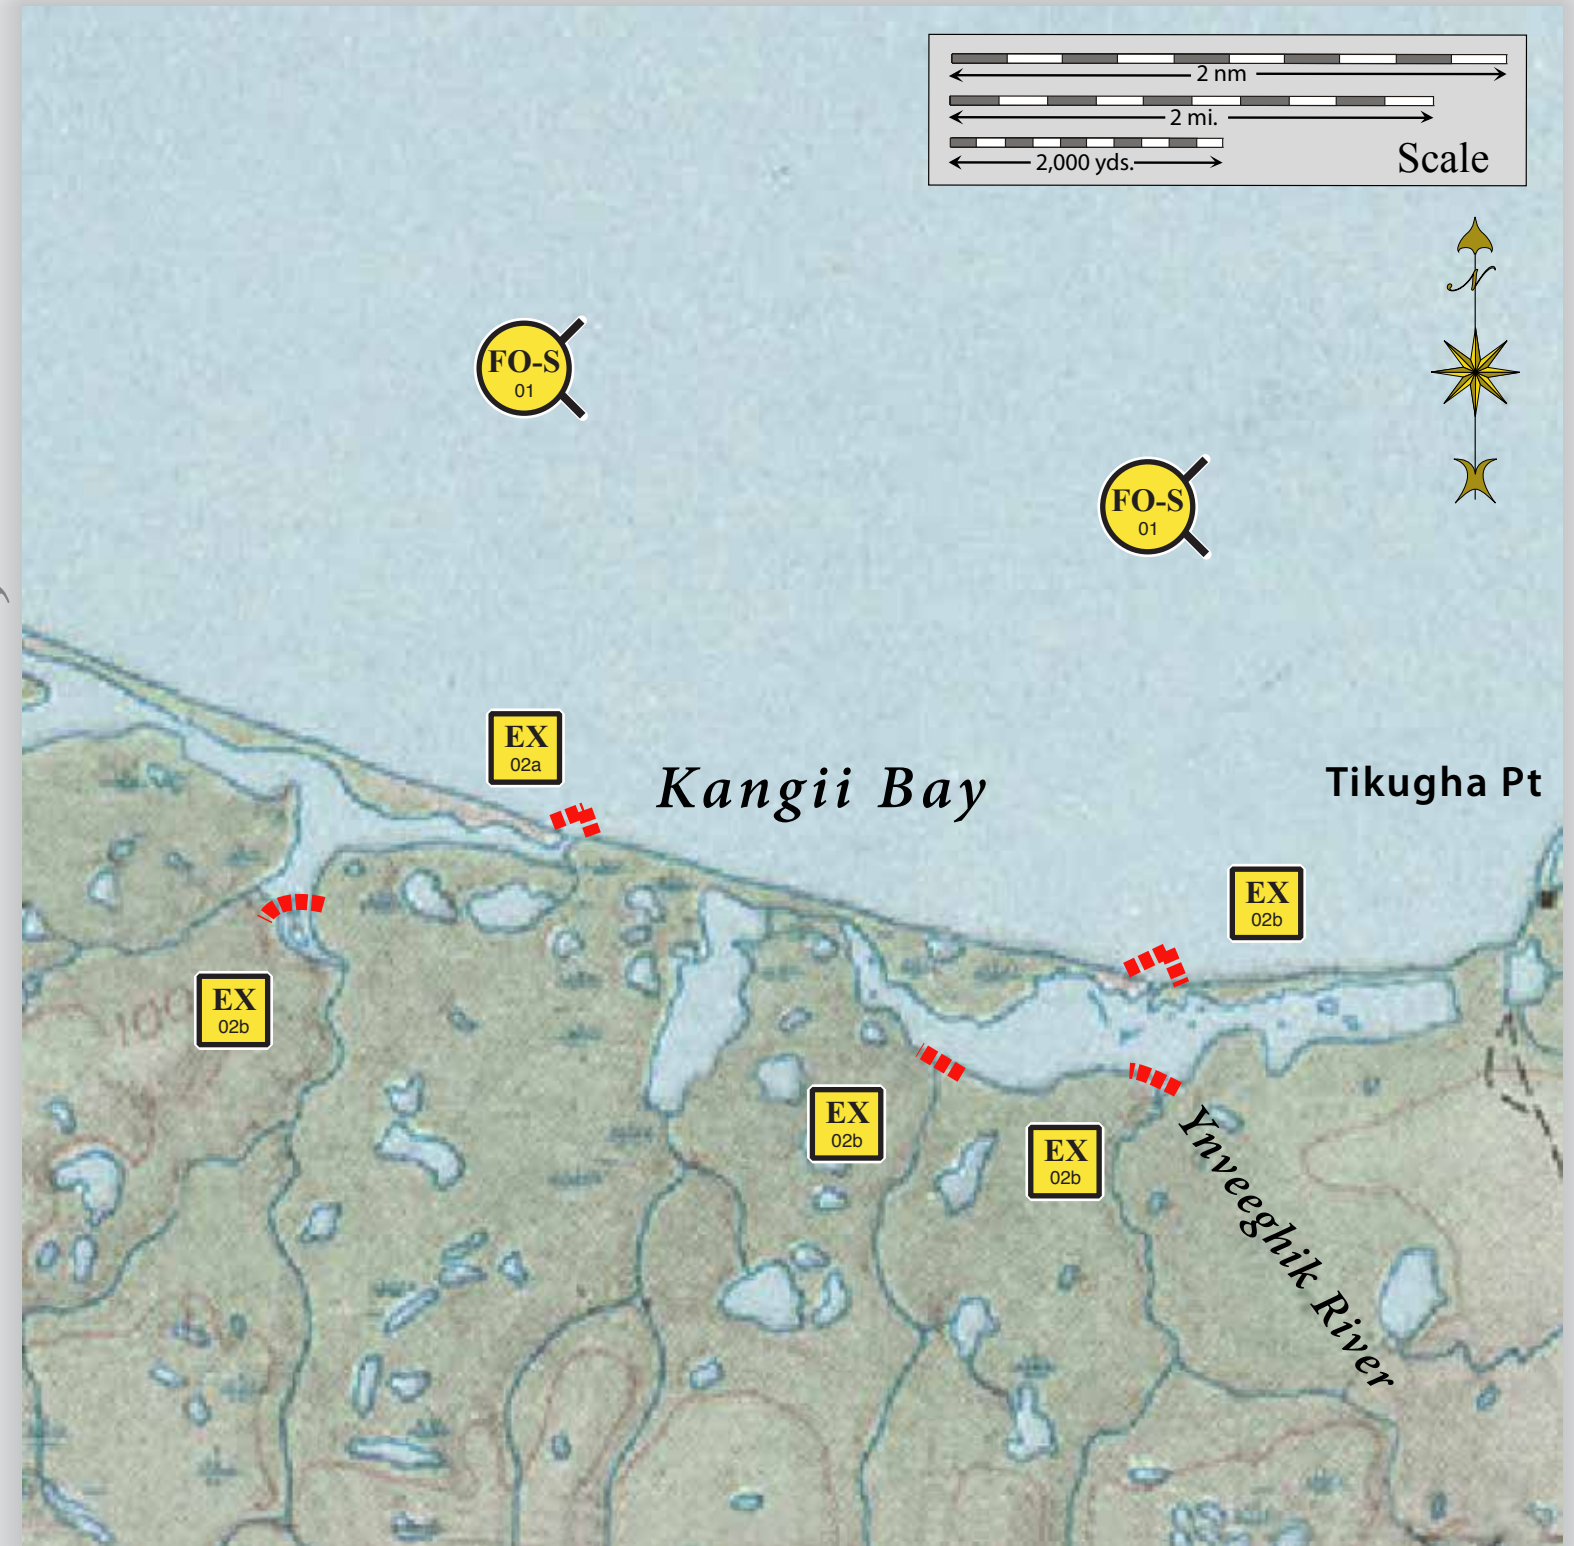 2 nm
2 mi.
2,000 yds.
Scale
N
FO-S
01
FO-S
01
EX
02a
Kangii Bay
Tikugha Pt
EX
02b
EX
02b
100
EX
02b
EX
02b
Ynveeghik River